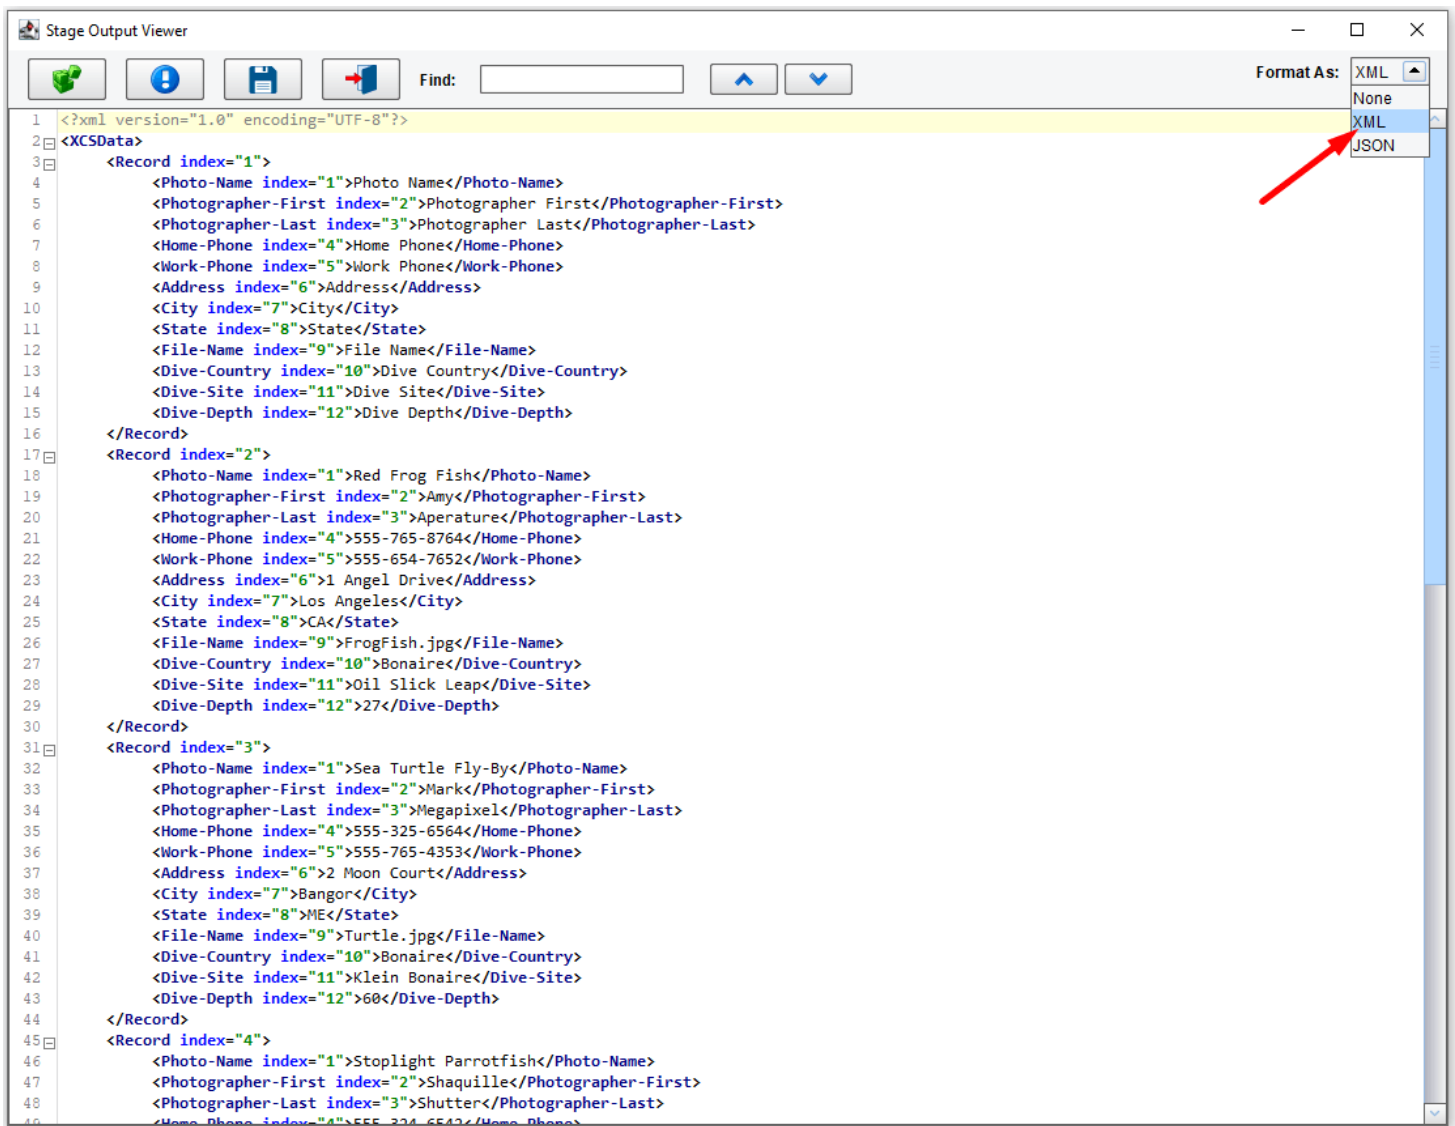 Stage Output Viewer
Find:
Format As: XML
None
XML
JSON
1 <?xml version="1.0" encoding="UTF-8"?>
2 <XCSData>
3 <Record index="1">
4 <Photo-Name index="1">Photo Name</Photo-Name>
5 <Photographer-First index="2">Photographer First</Photographer-First>
6 <Photographer-Last index="3">Photographer Last</Photographer-Last>
7 <Home-Phone index="4">Home Phone</Home-Phone>
8 <Work-Phone index="5">Work Phone</Work-Phone>
9 <Address index="6">Address</Address>
10 <City index="7">City</City>
11 <State index="8">State</State>
12 <File-Name index="9">File Name</File-Name>
13 <Dive-Country index="10">Dive Country</Dive-Country>
14 <Dive-Site index="11">Dive Site</Dive-Site>
15 <Dive-Depth index="12">Dive Depth</Dive-Depth>
16 </Record>
17 <Record index="2">
18 <Photo-Name index="1">Red Frog Fish</Photo-Name>
19 <Photographer-First index="2">Amy</Photographer-First>
20 <Photographer-Last index="3">Aperature</Photographer-Last>
21 <Home-Phone index="4">555-765-8764</Home-Phone>
22 <Work-Phone index="5">555-654-7652</Work-Phone>
23 <Address index="6">1 Angel Drive</Address>
24 <City index="7">Los Angeles</City>
25 <State index="8">CA</State>
26 <File-Name index="9">FrogFish.jpg</File-Name>
27 <Dive-Country index="10">Bonaire</Dive-Country>
28 <Dive-Site index="11">Oil Slick Leap</Dive-Site>
29 <Dive-Depth index="12">27</Dive-Depth>
30 </Record>
31 <Record index="3">
32 <Photo-Name index="1">Sea Turtle Fly-By</Photo-Name>
33 <Photographer-First index="2">Mark</Photographer-First>
34 <Photographer-Last index="3">Megapixel</Photographer-Last>
35 <Home-Phone index="4">555-325-6564</Home-Phone>
36 <Work-Phone index="5">555-765-4353</Work-Phone>
37 <Address index="6">2 Moon Court</Address>
38 <City index="7">Bangor</City>
39 <State index="8">ME</State>
40 <File-Name index="9">Turtle.jpg</File-Name>
41 <Dive-Country index="10">Bonaire</Dive-Country>
42 <Dive-Site index="11">Klein Bonaire</Dive-Site>
43 <Dive-Depth index="12">60</Dive-Depth>
44 </Record>
45 <Record index="4">
46 <Photo-Name index="1">Stoplight Parrotfish</Photo-Name>
47 <Photographer-First index="2">Shaquille</Photographer-First>
48 <Photographer-Last index="3">Shutter</Photographer-Last>
49 <Home-Phone index="4">555-324-6542</Home-Phone>